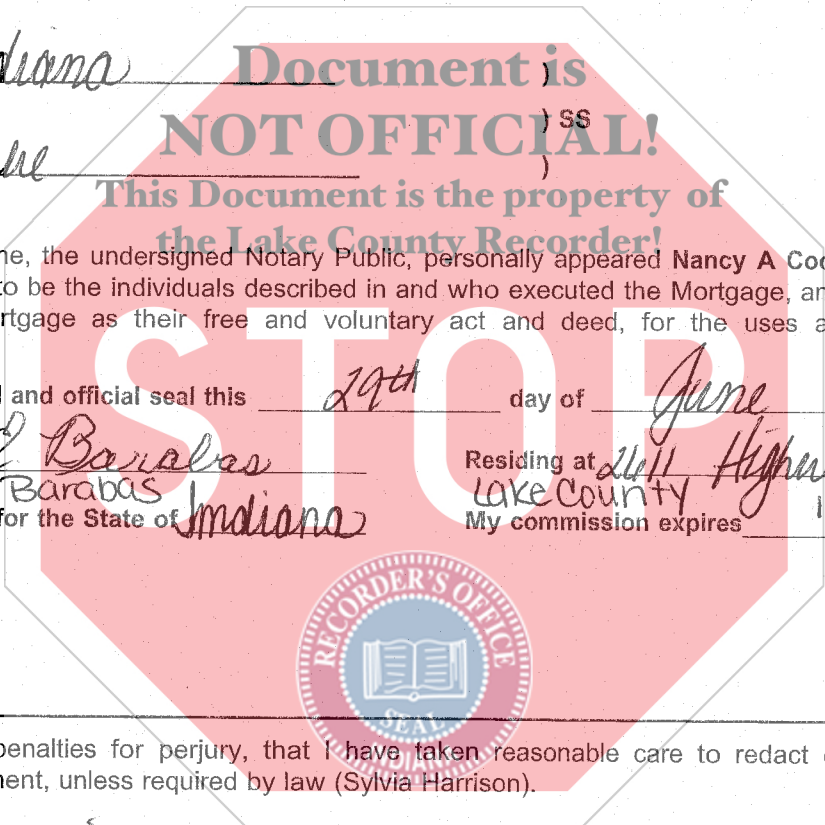 diana )
Document is
) SS
NOT OFFICIAL!
)
This Document is the property of
the Lake County Recorder!
me, the undersigned Notary Public, personally appeared Nancy A Coo
to be the individuals described in and who executed the Mortgage, an
rtgage as their free and voluntary act and deed, for the uses a
STOP
and official seal this 29th day of June
Barabas
Residing at 2611 Highw
Barabas
Lake County
for the State of Indiana
My commission expires
RECORDER'S OFFICE
SEAL
INDIANA
penalties for perjury, that I have taken reasonable care to redact
ment, unless required by law (Sylvia Harrison).